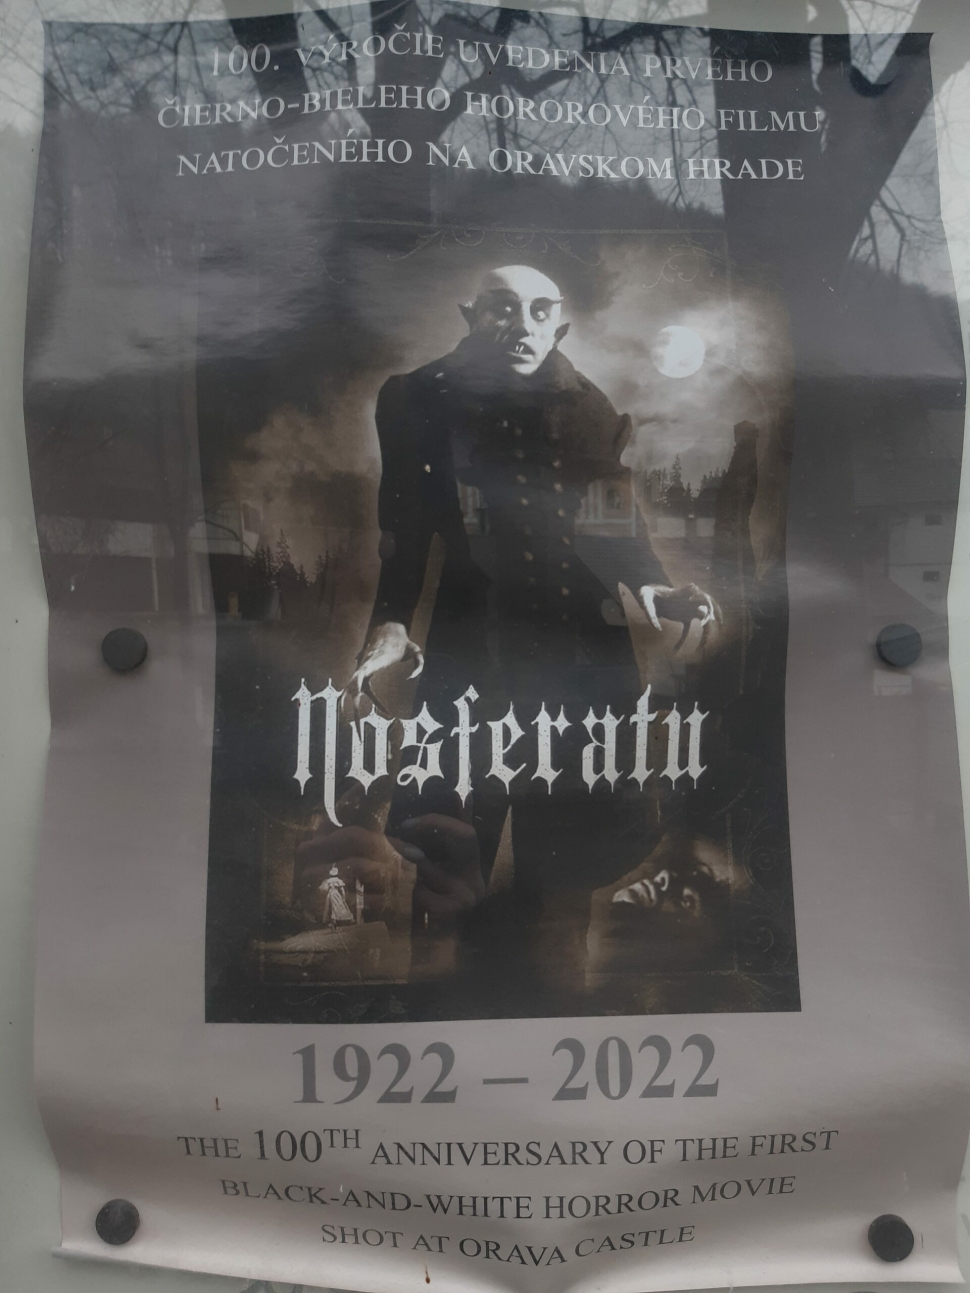 100. VÝROČIE UVEDENIA PRVÉHO
ČIERNO-BIELEHO HOROROVÉHO FILMU
NATOČENÉHO NA ORAVSKOM HRADE
Nosferatu
1922 – 2022
THE 100TH ANNIVERSARY OF THE FIRST
BLACK-AND-WHITE HORROR MOVIE
SHOT AT ORAVA CASTLE